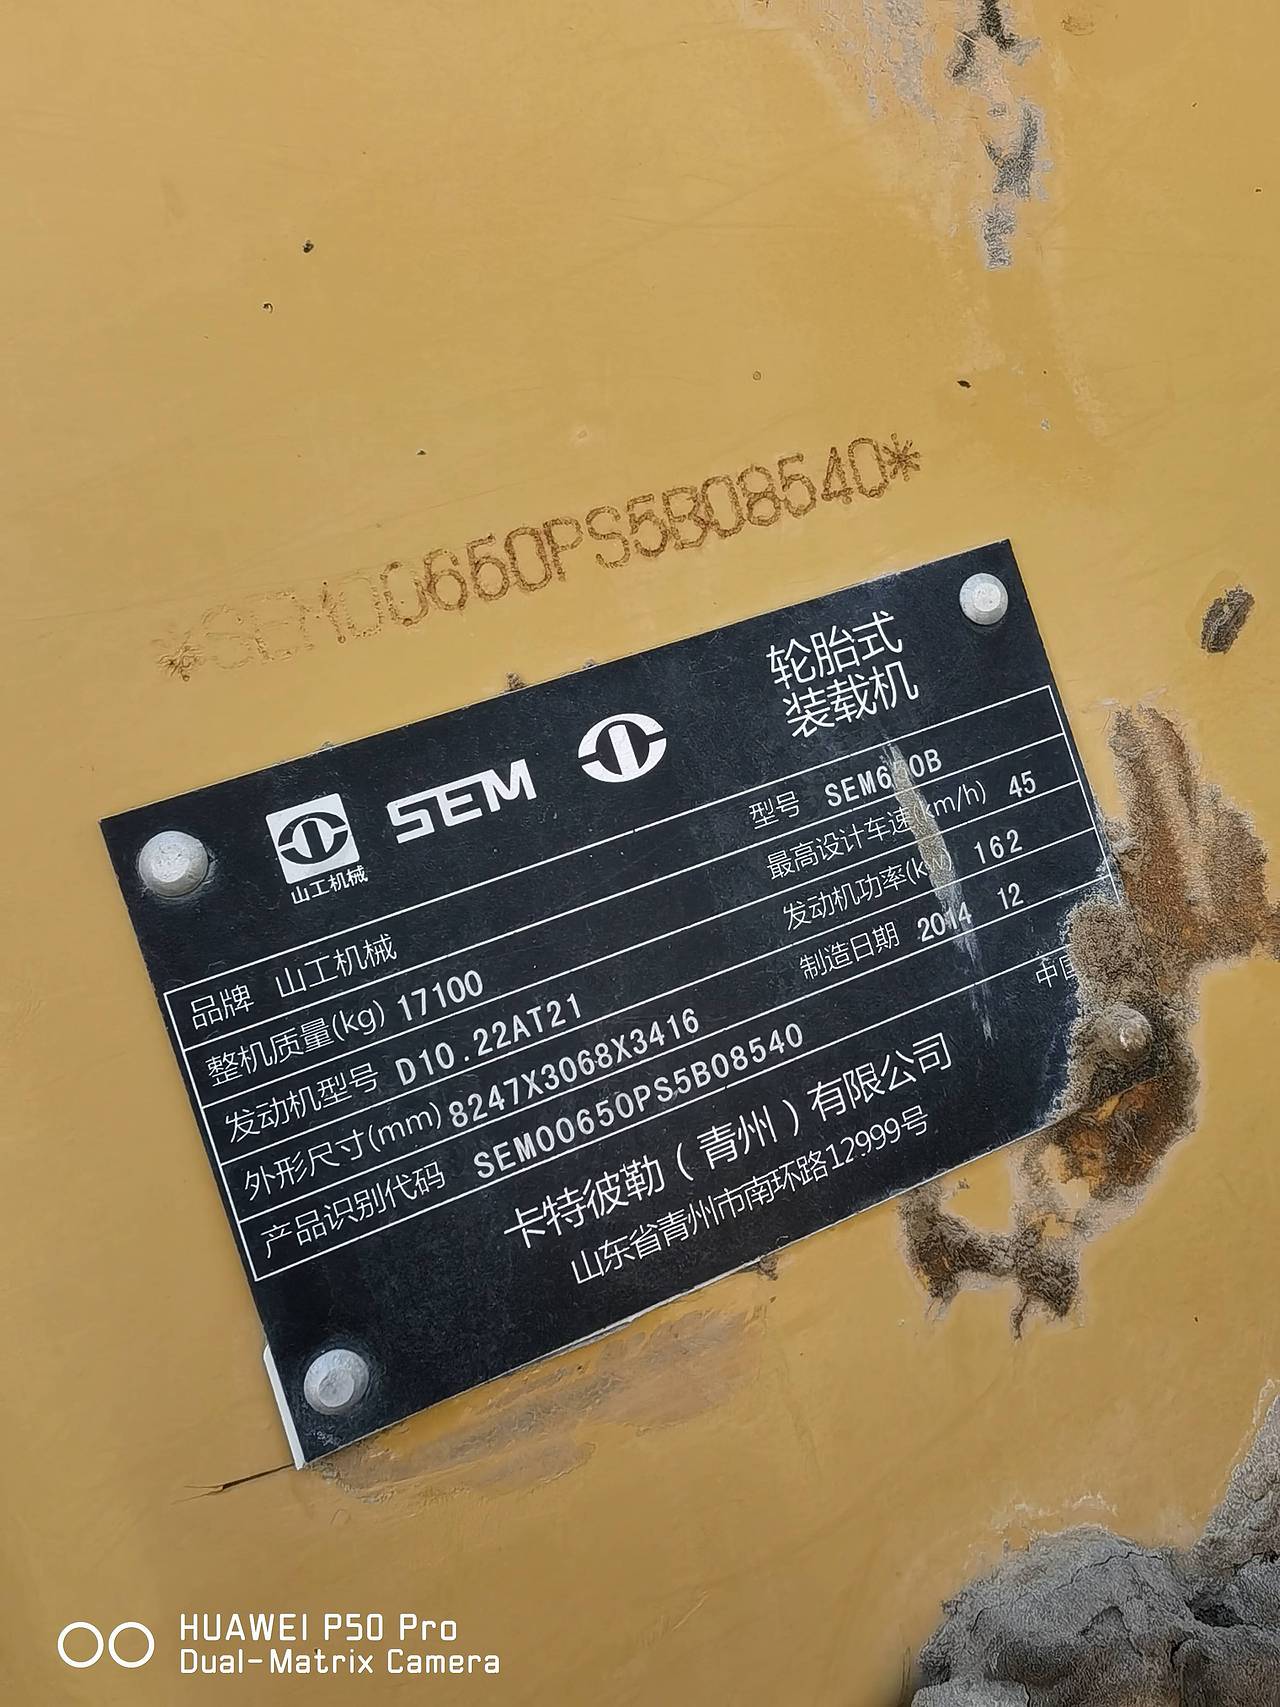 *SEM00650PS5B08540*
轮胎式
装载机
山工机械
SEM
品牌 山工机械 型号 SEM650B
整机质量(kg) 17100 最高设计车速(km/h) 45
发动机型号 D10.22AT21 发动机功率(kw) 162
外形尺寸(mm) 8247X3068X3416 制造日期 2014 12
产品识别代码 SEM00650PS5B08540
中国
卡特彼勒(青州)有限公司
山东省青州市南环路12999号
HUAWEI P50 Pro
Dual-Matrix Camera